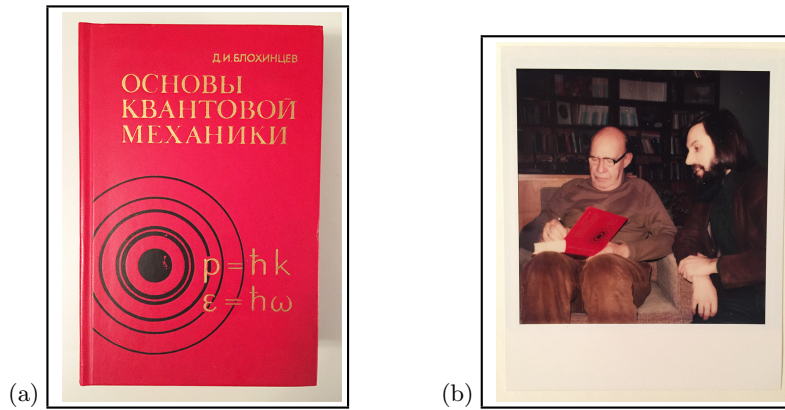 Д.И.БЛОХИНЦЕВ
ОСНОВЫ
КВАНТОВОЙ
МЕХАНИКИ
p=ħk
ε=ħω
(a)
(b)